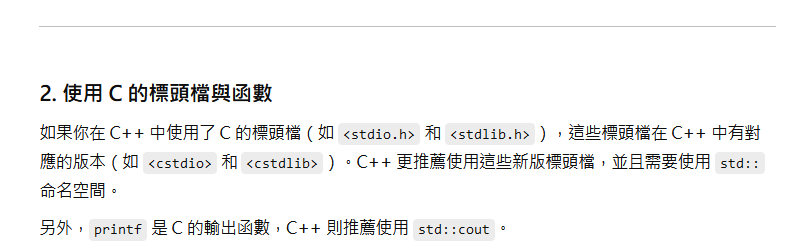 2. 使用 C 的標頭檔與函數
如果你在 C++ 中使用了 C 的標頭檔（如 <stdio.h> 和 <stdlib.h>），這些標頭檔在 C++ 中有對
應的版本（如 <cstdio> 和 <cstdlib>）。C++ 更推薦使用這些新版標頭檔，並且需要使用 std::
命名空間。
另外，printf 是 C 的輸出函數，C++ 則推薦使用 std::cout。